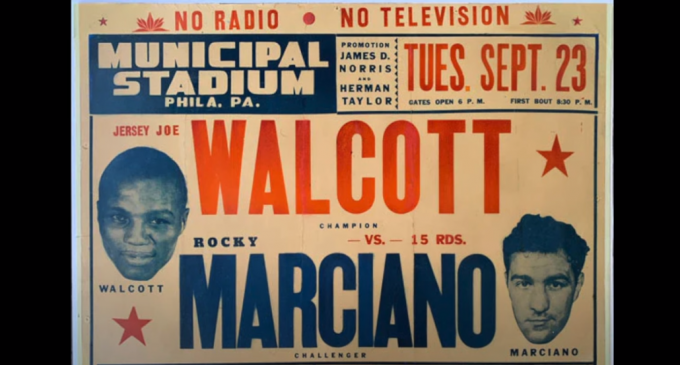 NO RADIO • NO TELEVISION
MUNICIPAL
STADIUM
PHILA, PA.
PROMOTION
JAMES D.
NORRIS
AND
HERMAN
TAYLOR
TUES. SEPT. 23
GATES OPEN 6 P. M. FIRST BOUT 8:30 P. M.
JERSEY JOE
WALCOTT
CHAMPION
WALCOTT
ROCKY
— VS. — 15 RDS.
MARCIANO
CHALLENGER
MARCIANO